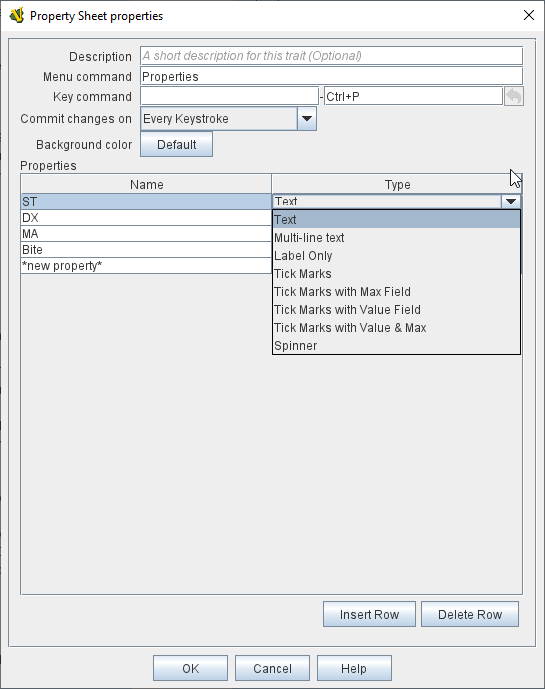 Property Sheet properties
Description A short description for this trait (Optional)
Menu command Properties
Key command - Ctrl+P
Commit changes on Every Keystroke
Background color Default
Properties
Name Type
ST Text
DX Text
MA Multi-line text
Bite Label Only
*new property* Tick Marks
Tick Marks with Max Field
Tick Marks with Value Field
Tick Marks with Value & Max
Spinner
Insert Row Delete Row
OK Cancel Help